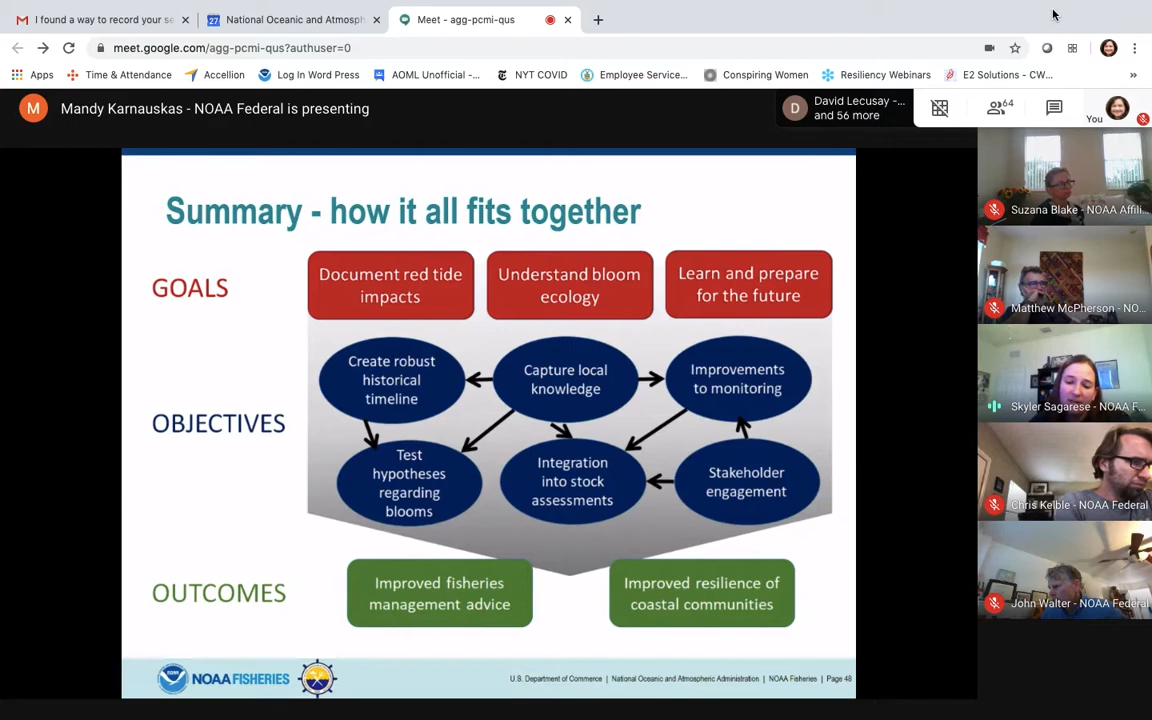 I found a way to record your se
27
National Oceanic and Atmosph
Meet - agg-pcmi-qus
meet.google.com/agg-pcmi-qus?authuser=0
Apps
Time & Attendance
Accellion
Log In Word Press
AOML Unofficial -...
NYT COVID
Employee Service...
Conspiring Women
Resiliency Webinars
E2 Solutions - CW...
M
Mandy Karnauskas - NOAA Federal is presenting
D
David Lecusay -...
and 56 more
64
You
Summary - how it all fits together
GOALS
Document red tide
impacts
Understand bloom
ecology
Learn and prepare
for the future
OBJECTIVES
Create robust
historical
timeline
Capture local
knowledge
Improvements
to monitoring
Test
hypotheses
regarding
blooms
Integration
into stock
assessments
Stakeholder
engagement
OUTCOMES
Improved fisheries
management advice
Improved resilience of
coastal communities
NOAA FISHERIES
U.S. Department of Commerce | National Oceanic and Atmospheric Administration | NOAA Fisheries | Page 48
Suzana Blake - NOAA Affili...
Matthew McPherson - NO...
Skyler Sagarese - NOAA F...
Chris Kelble - NOAA Federal
John Walter - NOAA Federal